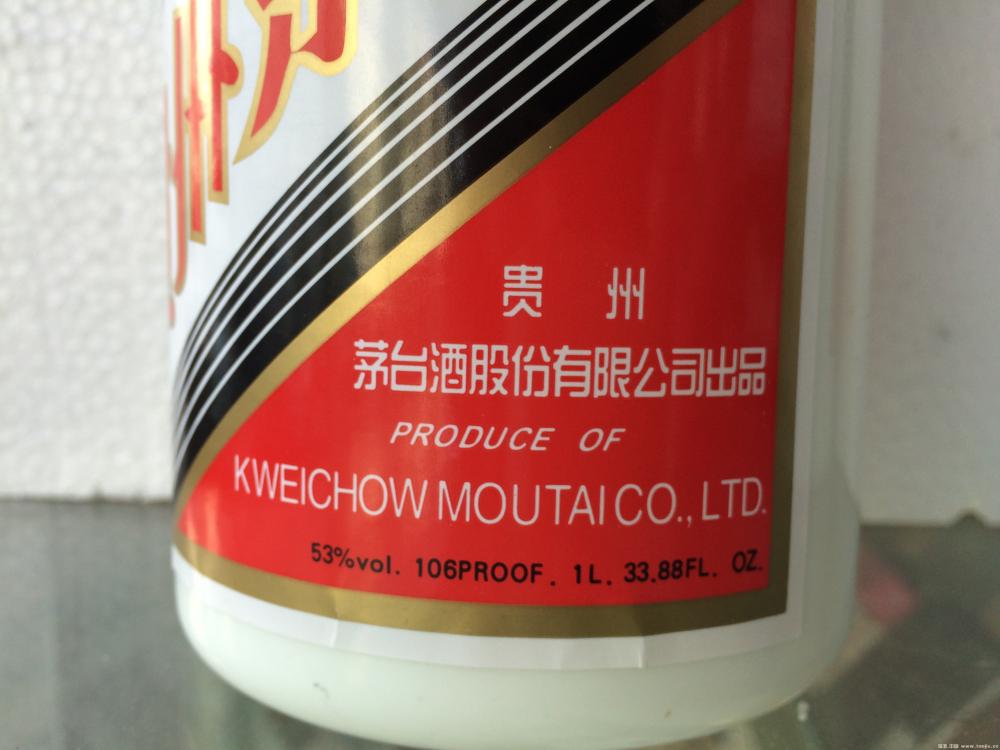 贵州
茅台酒股份有限公司出品
PRODUCE OF
KWEICHOW MOUTAI CO., LTD.
53%vol. 106PROOF. 1L. 33.88FL. OZ.